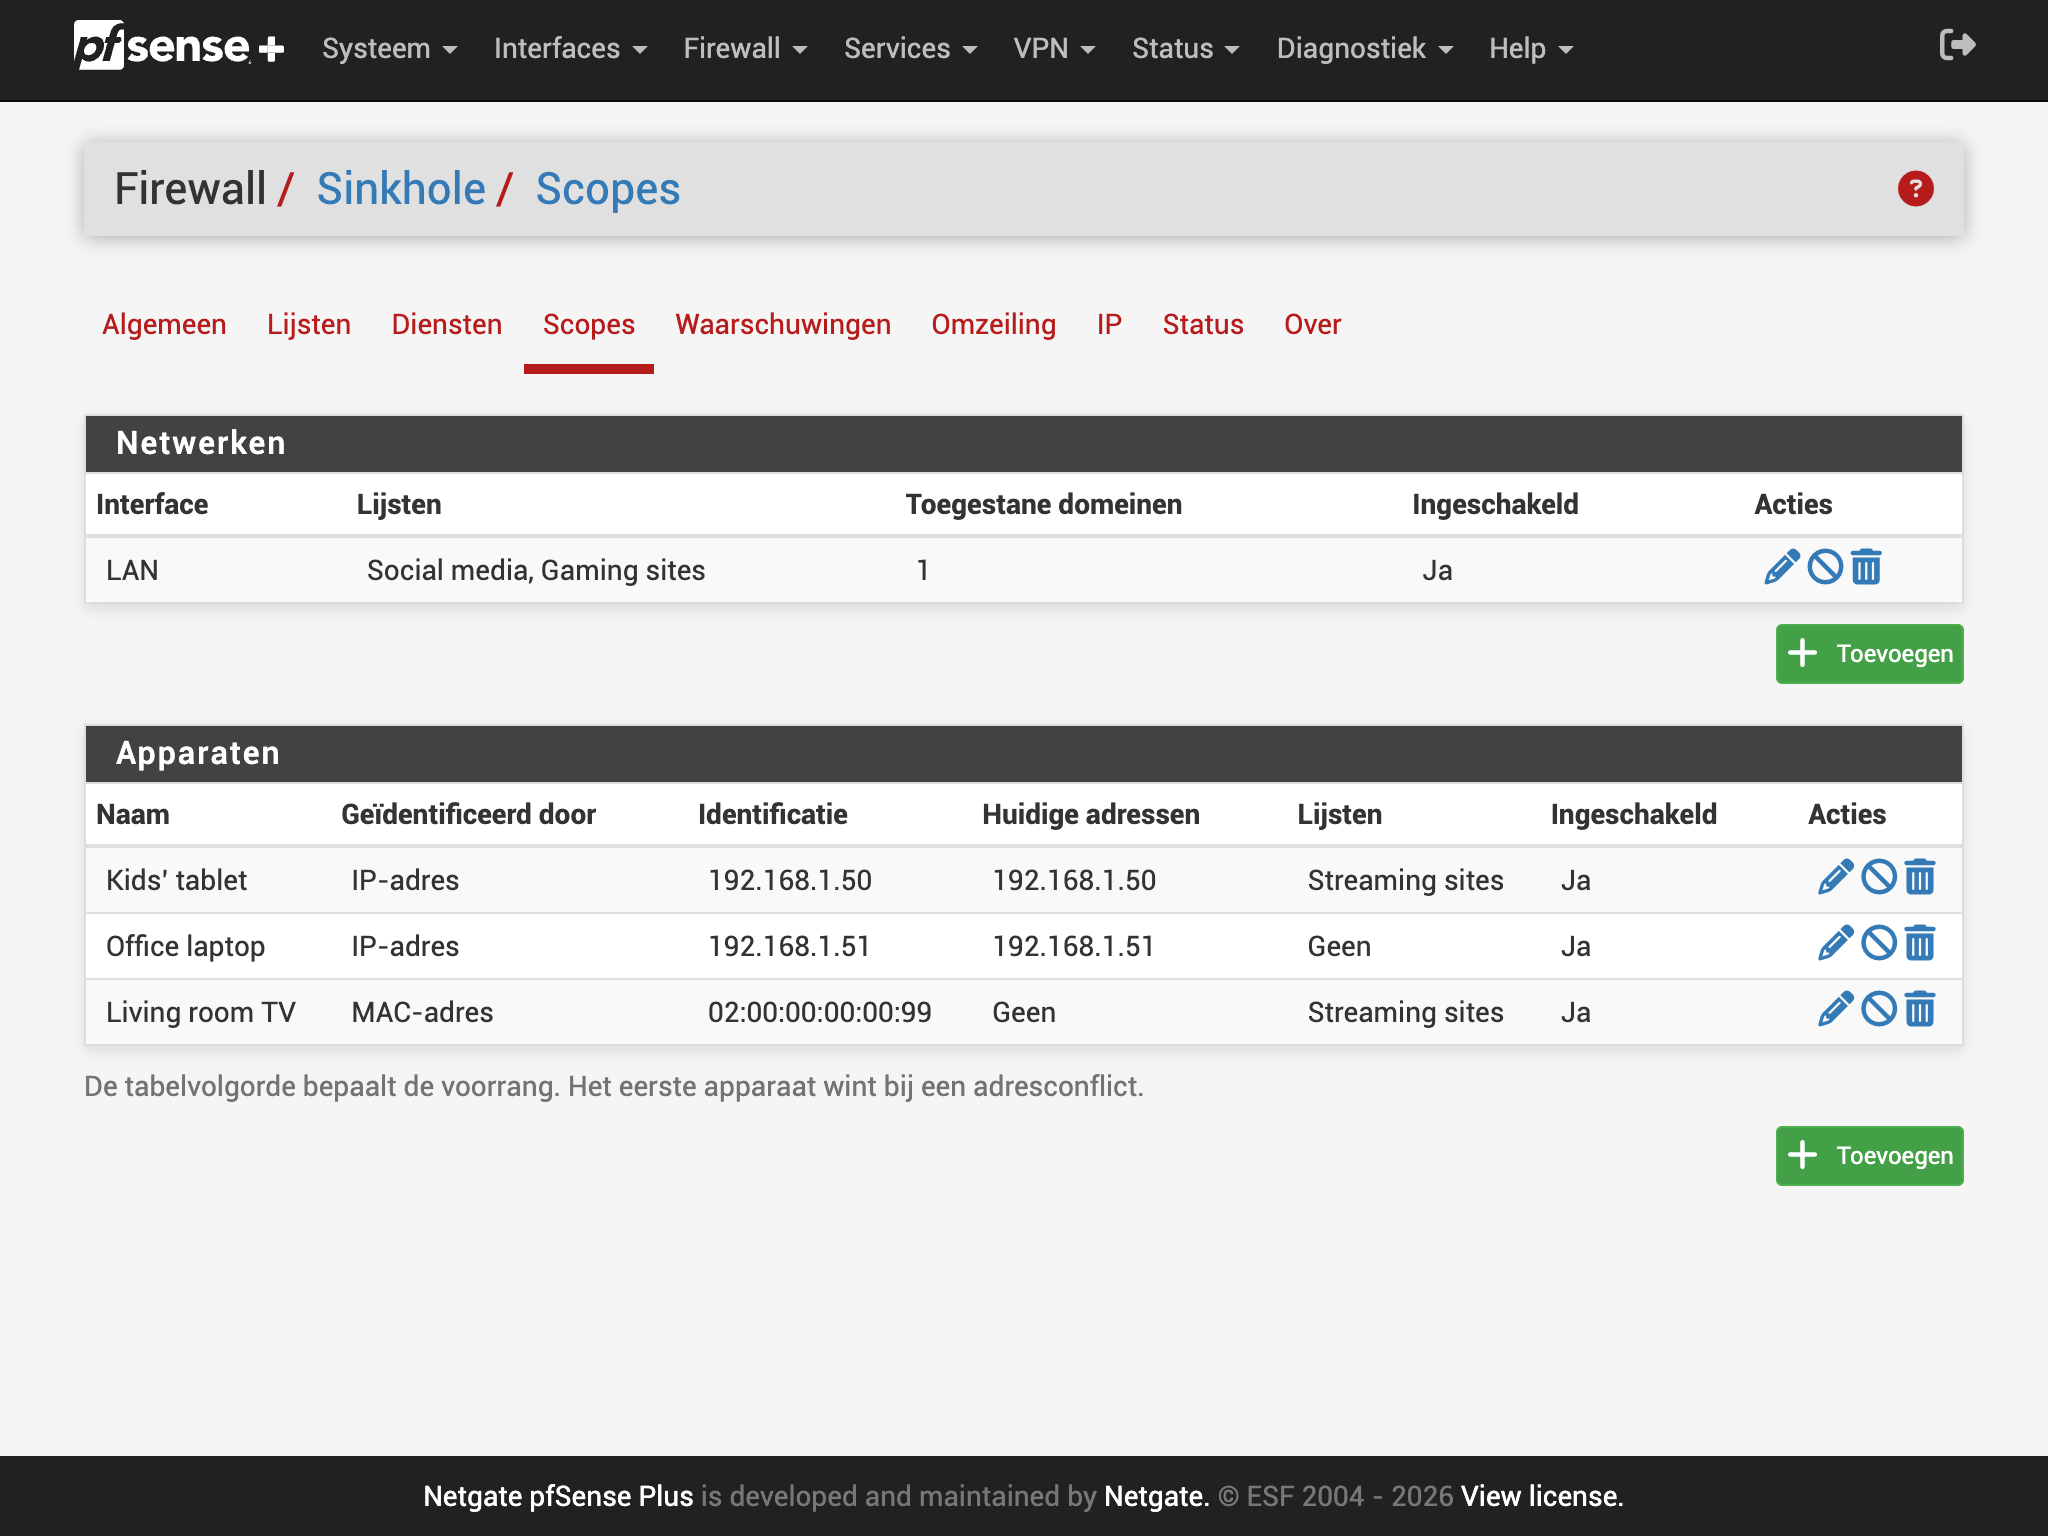 pfsense+ Systeem Interfaces Firewall Services VPN Status Diagnostiek Help
Firewall / Sinkhole / Scopes ?
Algemeen Lijsten Diensten Scopes Waarschuwingen Omzeiling IP Status Over
Netwerken
Interface Lijsten Toegestane domeinen Ingeschakeld Acties
LAN Social media, Gaming sites 1 Ja
Toevoegen
Apparaten
Naam Geïdentificeerd door Identificatie Huidige adressen Lijsten Ingeschakeld Acties
Kids' tablet IP-adres 192.168.1.50 192.168.1.50 Streaming sites Ja
Office laptop IP-adres 192.168.1.51 192.168.1.51 Geen Ja
Living room TV MAC-adres 02:00:00:00:00:99 Geen Streaming sites Ja
De tabelvolgorde bepaalt de voorrang. Het eerste apparaat wint bij een adresconflict.
Toevoegen
Netgate pfSense Plus is developed and maintained by Netgate. © ESF 2004 - 2026 View license.